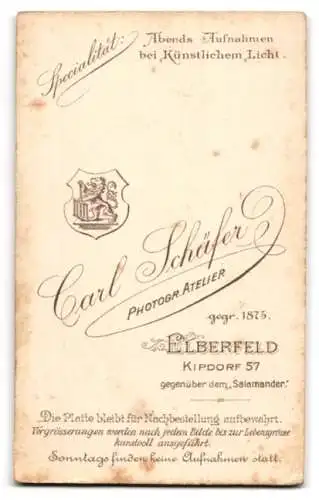 Specialität:
Abends Aufnahmen
bei Künstlichem Licht.
Carl Schäfer
PHOTOGR. ATELIER
gegr. 1875.
ELBERFELD
KIPDORF 57
gegenüber dem „Salamander."
Die Platte bleibt für Nachbestellung aufbewahrt.
Vergrösserungen werden nach jedem Bilde bis zur Lebensgrösse
kunstvoll ausgeführt.
Sonntags finden keine Aufnahmen statt.